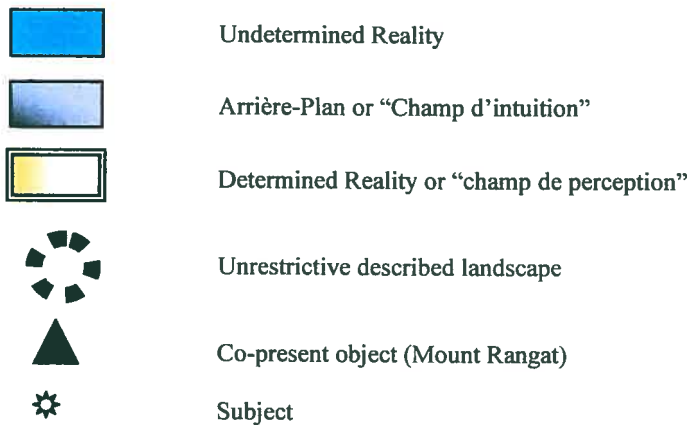 Undetermined Reality
Arrière-Plan or “Champ d’intuition”
Determined Reality or “champ de perception”
Unrestrictive described landscape
Co-present object (Mount Rangat)
Subject